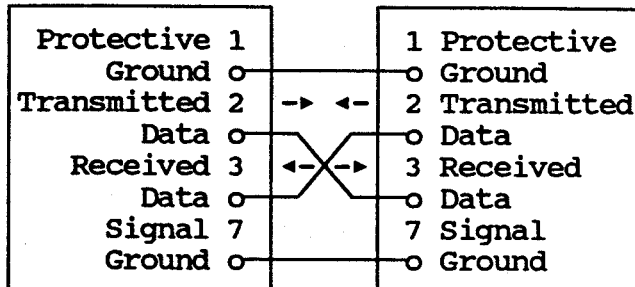 Protective 1 1 Protective
Ground Ground
Transmitted 2 2 Transmitted
Data Data
Received 3 3 Received
Data Data
Signal 7 7 Signal
Ground Ground